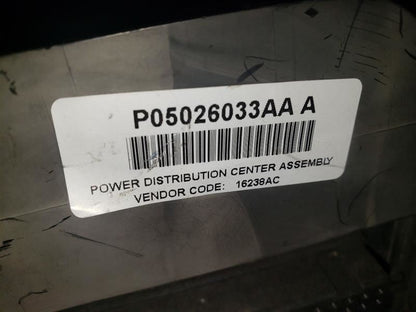 P05026033AA A
POWER DISTRIBUTION CENTER ASSEMBLY
VENDOR CODE: 16238AC